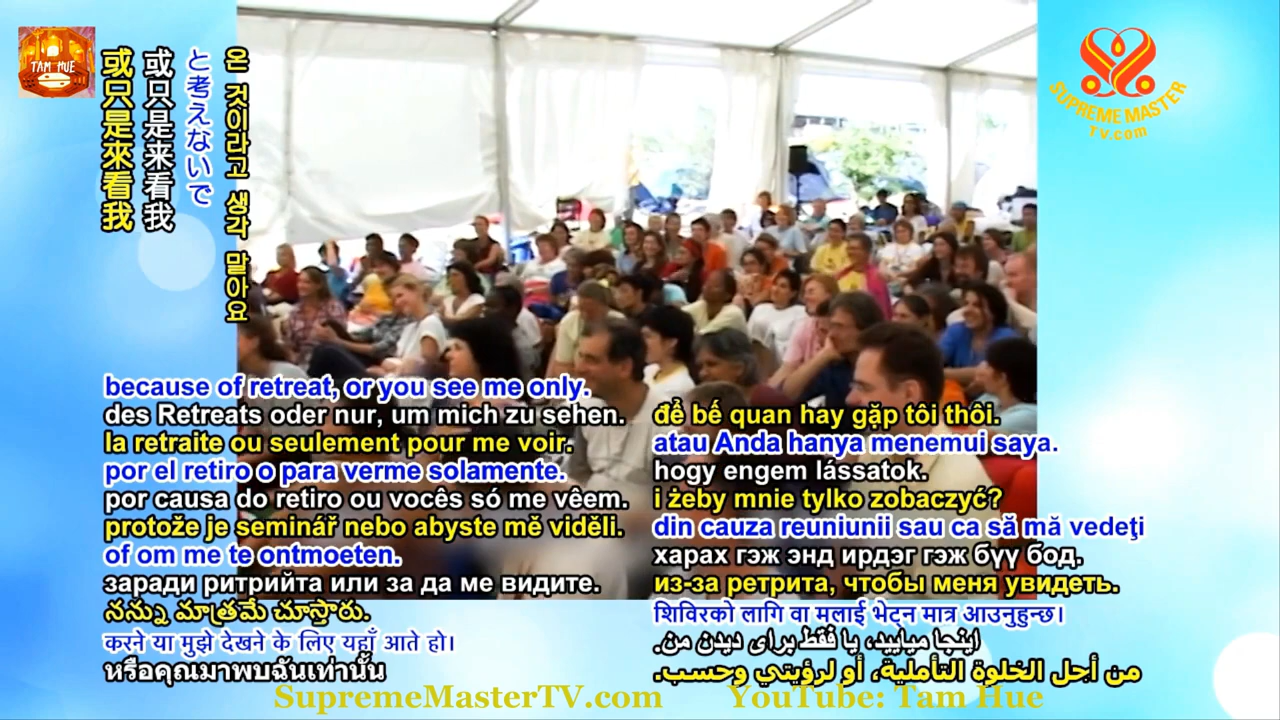 TAM HUE
或只是來看我
或只是来看我
と考えないで
온 것이라고 생각 말아요
SUPREME MASTER
TV.com
because of retreat, or you see me only.
des Retreats oder nur, um mich zu sehen.
la retraite ou seulement pour me voir.
por el retiro o para verme solamente.
por causa do retiro ou vocês só me vêem.
protože je seminář nebo abyste mě viděli.
of om me te ontmoeten.
заради ритрийта или за да ме видите.
నన్ను మాత్రమే చూస్తారు.
करने या मुझे देखने के लिए यहाँ आते हो।
หรือคุณมาพบฉันเท่านั้น
để bế quan hay gặp tôi thôi.
atau Anda hanya menemui saya.
hogy engem lássatok.
i żeby mnie tylko zobaczyć?
din cauza reuniunii sau ca să mă vedeţi
харах гэж энд ирдэг гэж бүү бод.
из-за ретрита, чтобы меня увидеть.
शिविरको लागि वा मलाई भेट्न मात्र आउनुहुन्छ।
اینجا میایید، یا فقط برای دیدن من.
من أجل الخلوة التأملية، أو لرؤيتي وحسب.
SupremeMasterTV.com
YouTube: Tam Hue